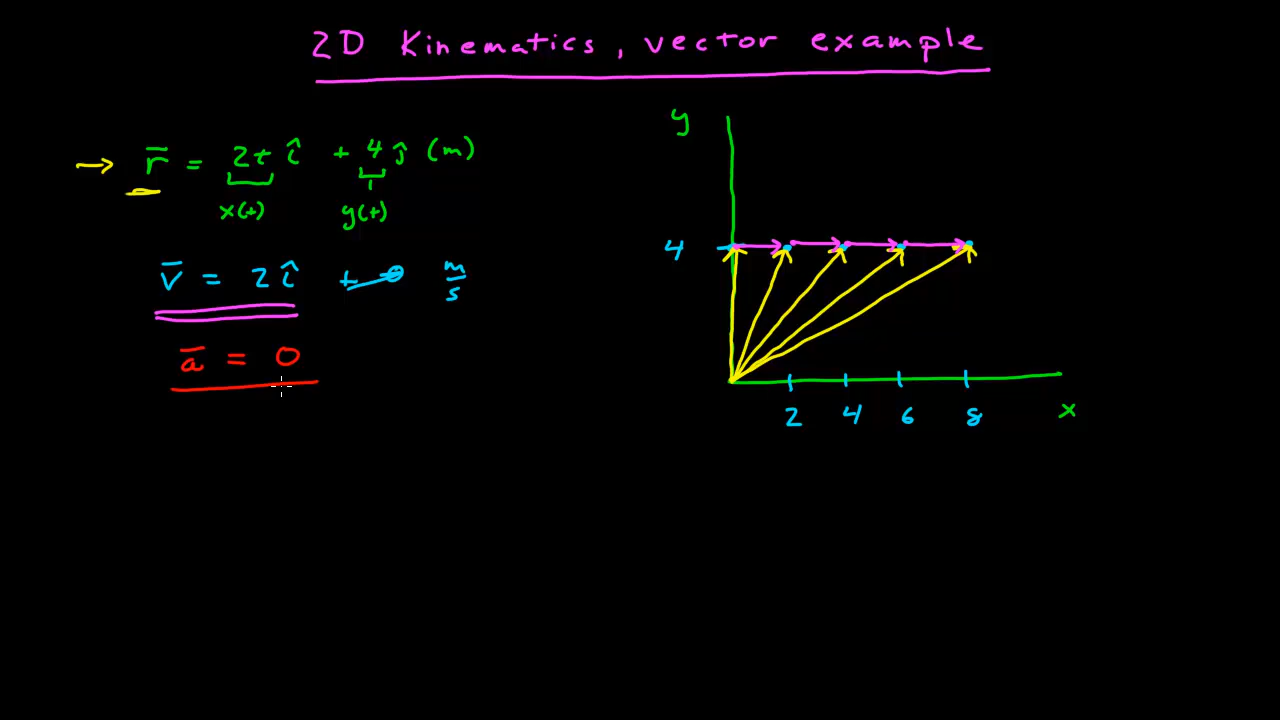 2D Kinematics, vector example
r̄ = 2t î + 4 ĵ (m)
x(t) y(t)
v̄ = 2 î + 0 m/s
ā = 0
y
4
2 4 6 8
x